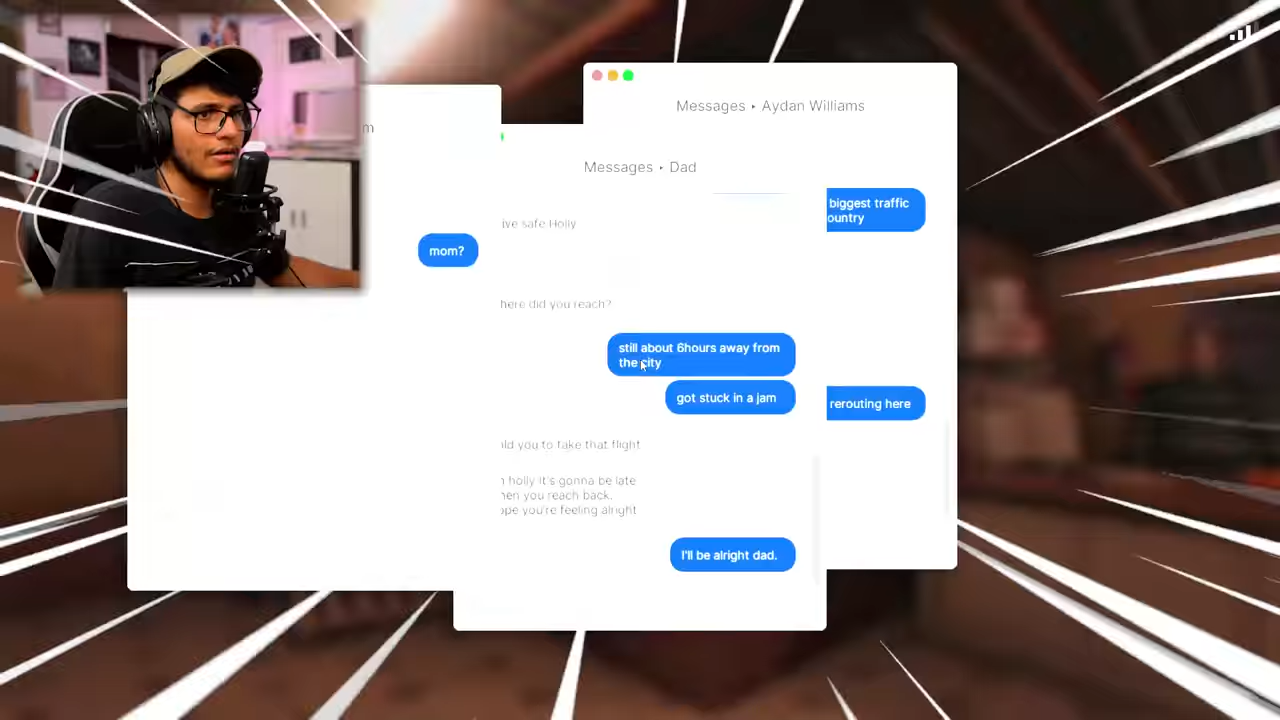 Messages ‣ Aydan Williams
biggest traffic
ountry
rerouting here
Messages ‣ Dad
ive safe Holly
here did you reach?
still about 6hours away from
the city
got stuck in a jam
ld you to take that flight
holly It's gonna be late
hen you reach back.
ope you're feeling alright
I'll be alright dad.
m
mom?